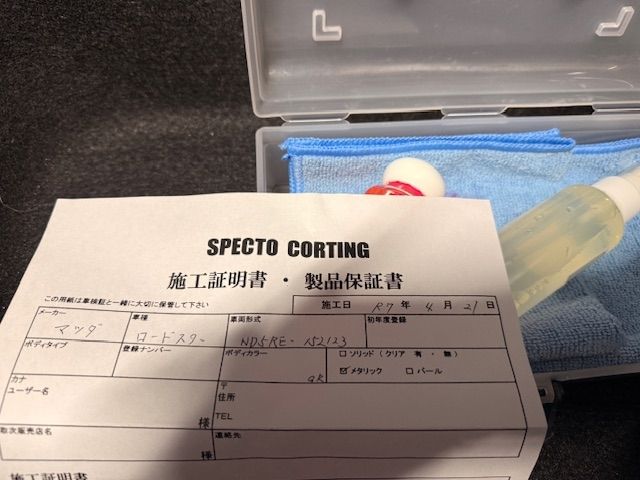 SPECTO CORTING
施工証明書 ・ 製品保証書
この用紙は車検証と一緒に大切に保管して下さい
施工日 R7 年 4 月 21 日
メーカー 車種 車両形式 初年度登録
マツダ ロードスター ND5RE-152123
ボディタイプ 登録ナンバー ボディカラー □ ソリッド (クリア 有 ・ 無)
GR ☑ メタリック □ パール
カナ
ユーザー名 様
〒
住所
TEL
取次販売店名 様 連絡先
施工証明書